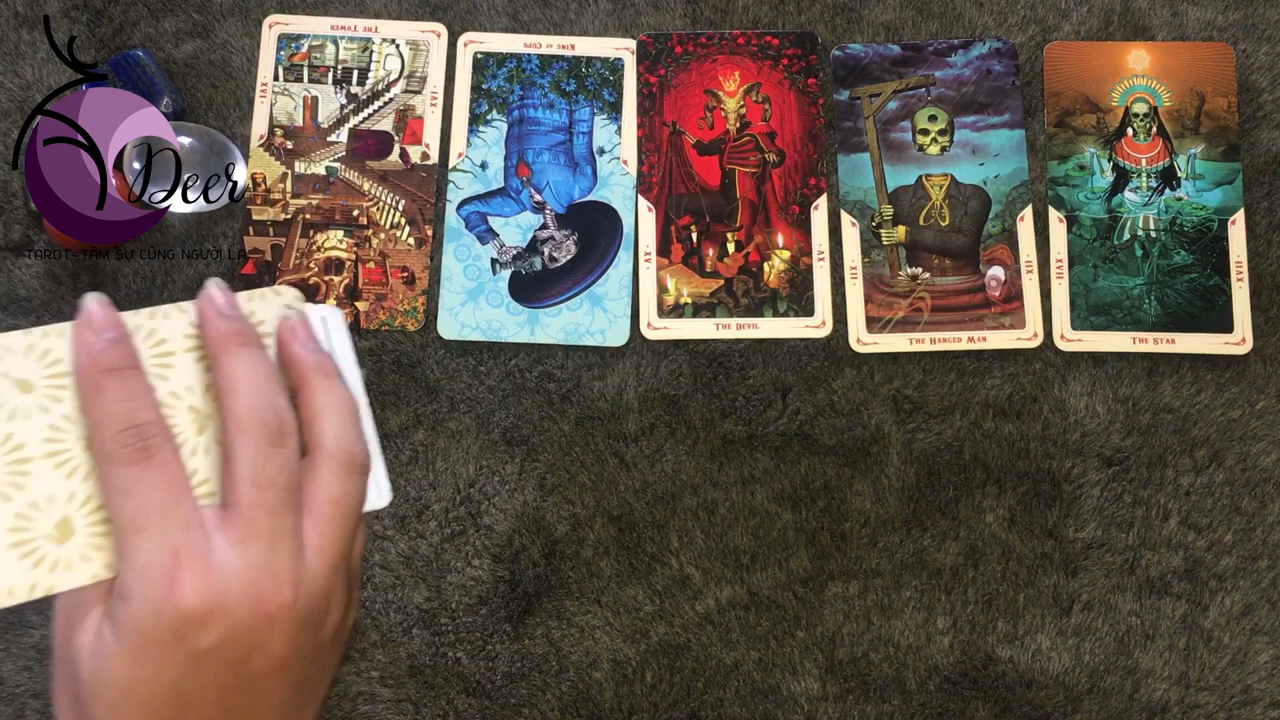 Deer
TAROT-TÂM SỰ CÙNG NGƯỜI LẠ
THE TOWER
XVI
XVI
KING OF CUPS
XV
XV
THE DEVIL
XII
XII
THE HANGED MAN
XVII
XVII
THE STAR